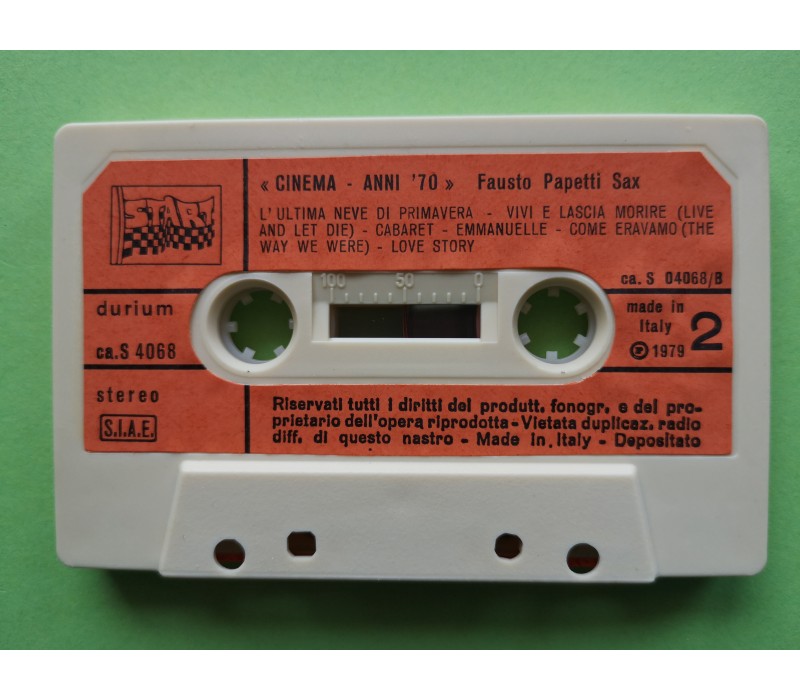 « CINEMA - ANNI '70 » Fausto Papetti Sax
START
L'ULTIMA NEVE DI PRIMAVERA - VIVI E LASCIA MORIRE (LIVE
AND LET DIE) - CABARET - EMMANUELLE - COME ERAVAMO (THE
WAY WE WERE) - LOVE STORY
ca. S 04068/B
100 50 0
durium
ca.S 4068
made in
Italy
℗ 1979
2
stereo
S.I.A.E.
Riservati tutti i diritti del produtt. fonogr. e del pro-
prietario dell'opera riprodotta - Vietata duplicaz. radio
diff. di questo nastro - Made in Italy - Depositato